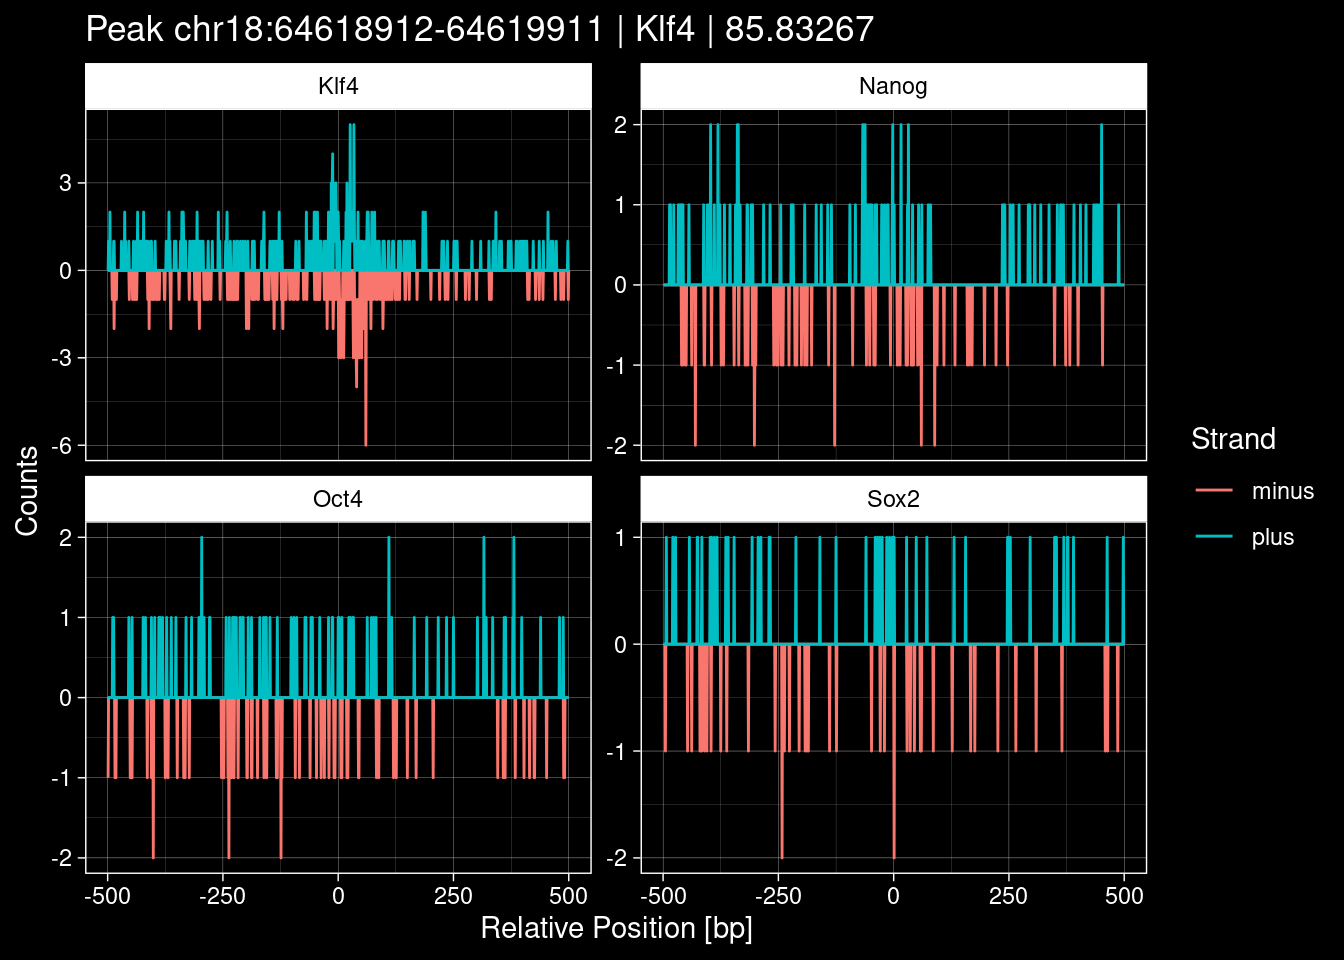 Peak chr18:64618912-64619911 | Klf4 | 85.83267
Klf4
Nanog
3
0
-3
-6
2
1
0
-1
-2
Oct4
Sox2
2
1
0
-1
-2
1
0
-1
-2
-500 -250 0 250 500
-500 -250 0 250 500
Relative Position [bp]
Counts
Strand
minus
plus